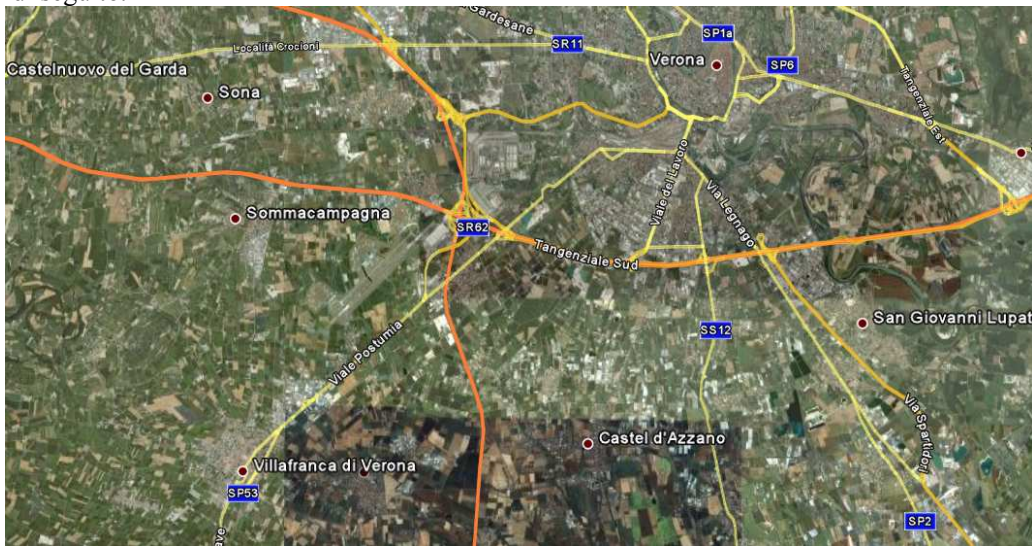 Gardesane
SP1a
Località Crocioni
SR11
Verona
SP6
Castelnuovo del Garda
Tangenziale Est
Sona
Viale del Lavoro
Via Legnago
Sommacampagna
SR62
Tangenziale Sud
San Giovanni Lupat
SS12
Viale Postumia
Via Sparti
Castel d'Azzano
Villafranca di Verona
SP53
SP2